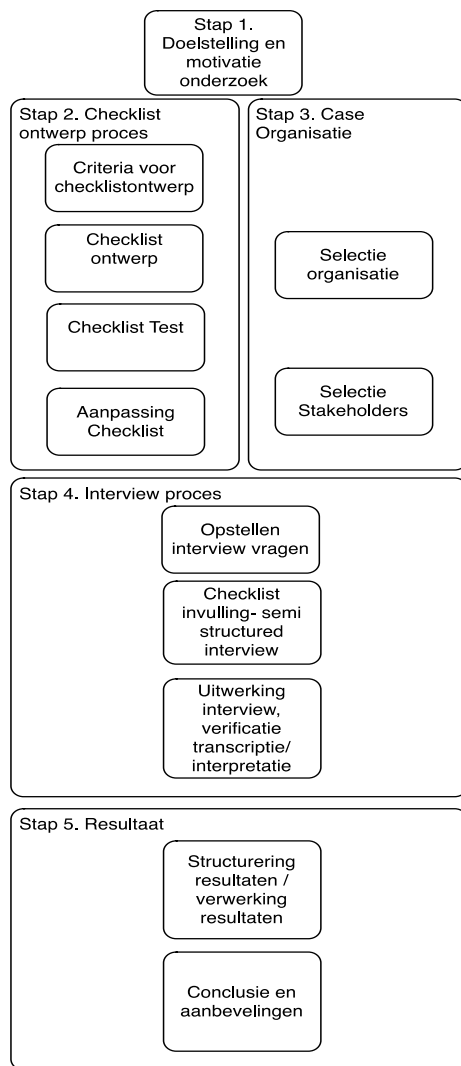 Stap 1.
Doelstelling en
motivatie
onderzoek
Stap 2. Checklist
ontwerp proces
Criteria voor
checklistontwerp
Checklist
ontwerp
Checklist Test
Aanpassing
Checklist
Stap 3. Case
Organisatie
Selectie
organisatie
Selectie
Stakeholders
Stap 4. Interview proces
Opstellen
interview vragen
Checklist
invulling- semi
structured
interview
Uitwerking
interview,
verificatie
transcriptie/
interpretatie
Stap 5. Resultaat
Structurering
resultaten /
verwerking
resultaten
Conclusie en
aanbevelingen